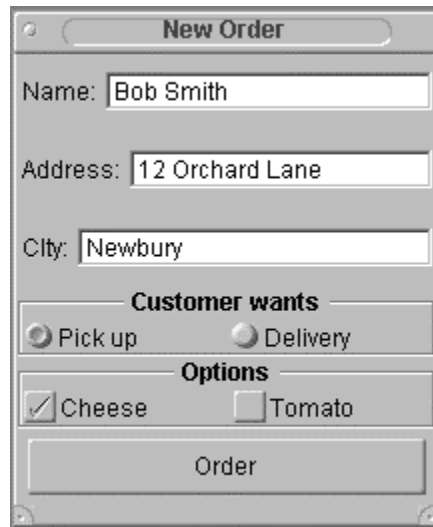 New Order
Name: Bob Smith
Address: 12 Orchard Lane
CIty: Newbury
Customer wants
Pick up Delivery
Options
Cheese Tomato
Order